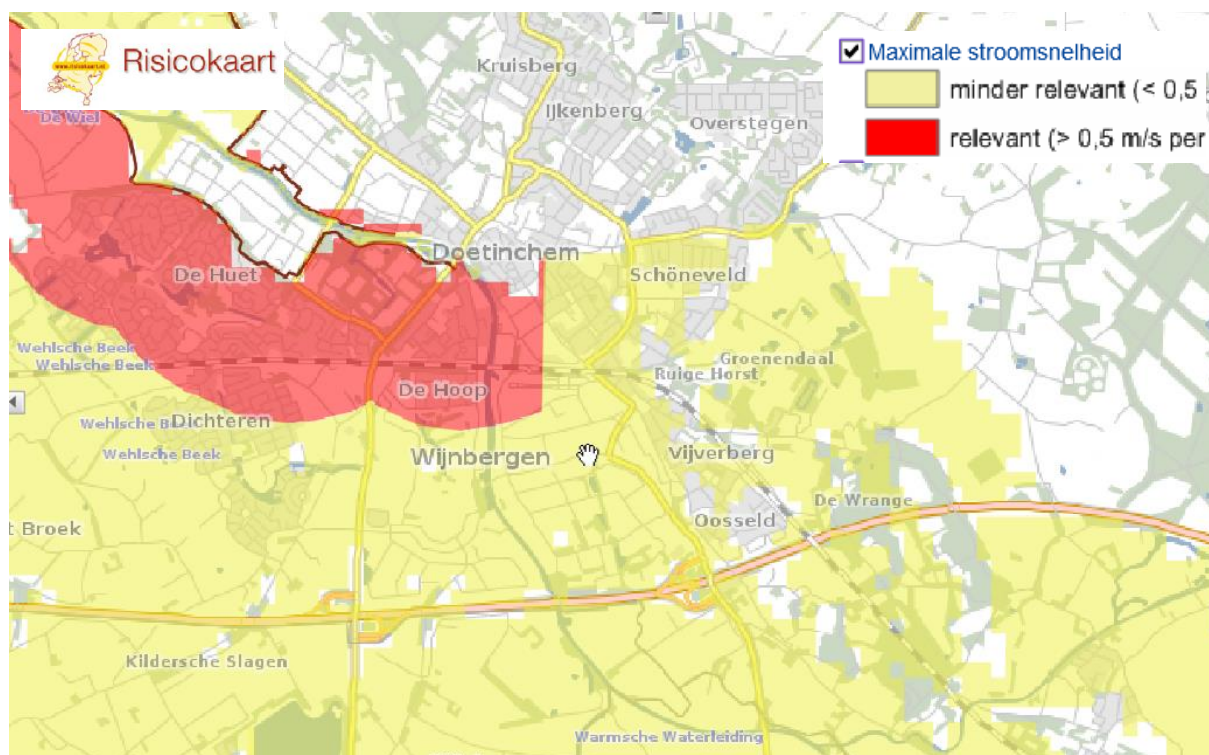 www.risicokaart.nl
Risicokaart
Maximale stroomsnelheid
minder relevant (< 0,5
relevant (> 0,5 m/s per
De Wiel
Kruisberg
Ijkenberg
Overstegen
Doetinchem
De Huet
Schöneveld
Wehlsche Beek
Wehlsche Beek
Groenendaal
Ruige Horst
De Hoop
Wehlsche Beek
Dichteren
Wehlsche Beek
Wijnbergen
Vijverberg
De Wrange
Oosseld
t Broek
Kildersche Slagen
Warmsche Waterleiding